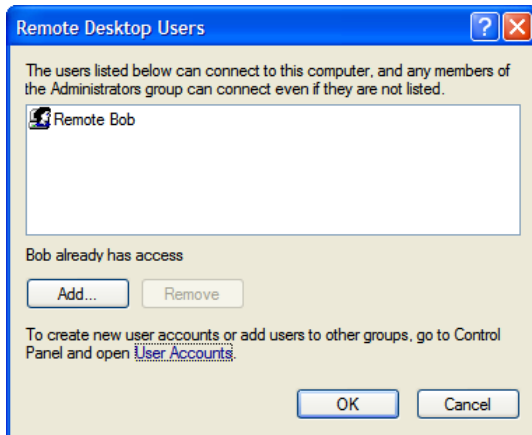 Remote Desktop Users
The users listed below can connect to this computer, and any members of
the Administrators group can connect even if they are not listed.
Remote Bob
Bob already has access
Add... Remove
To create new user accounts or add users to other groups, go to Control
Panel and open User Accounts.
OK Cancel